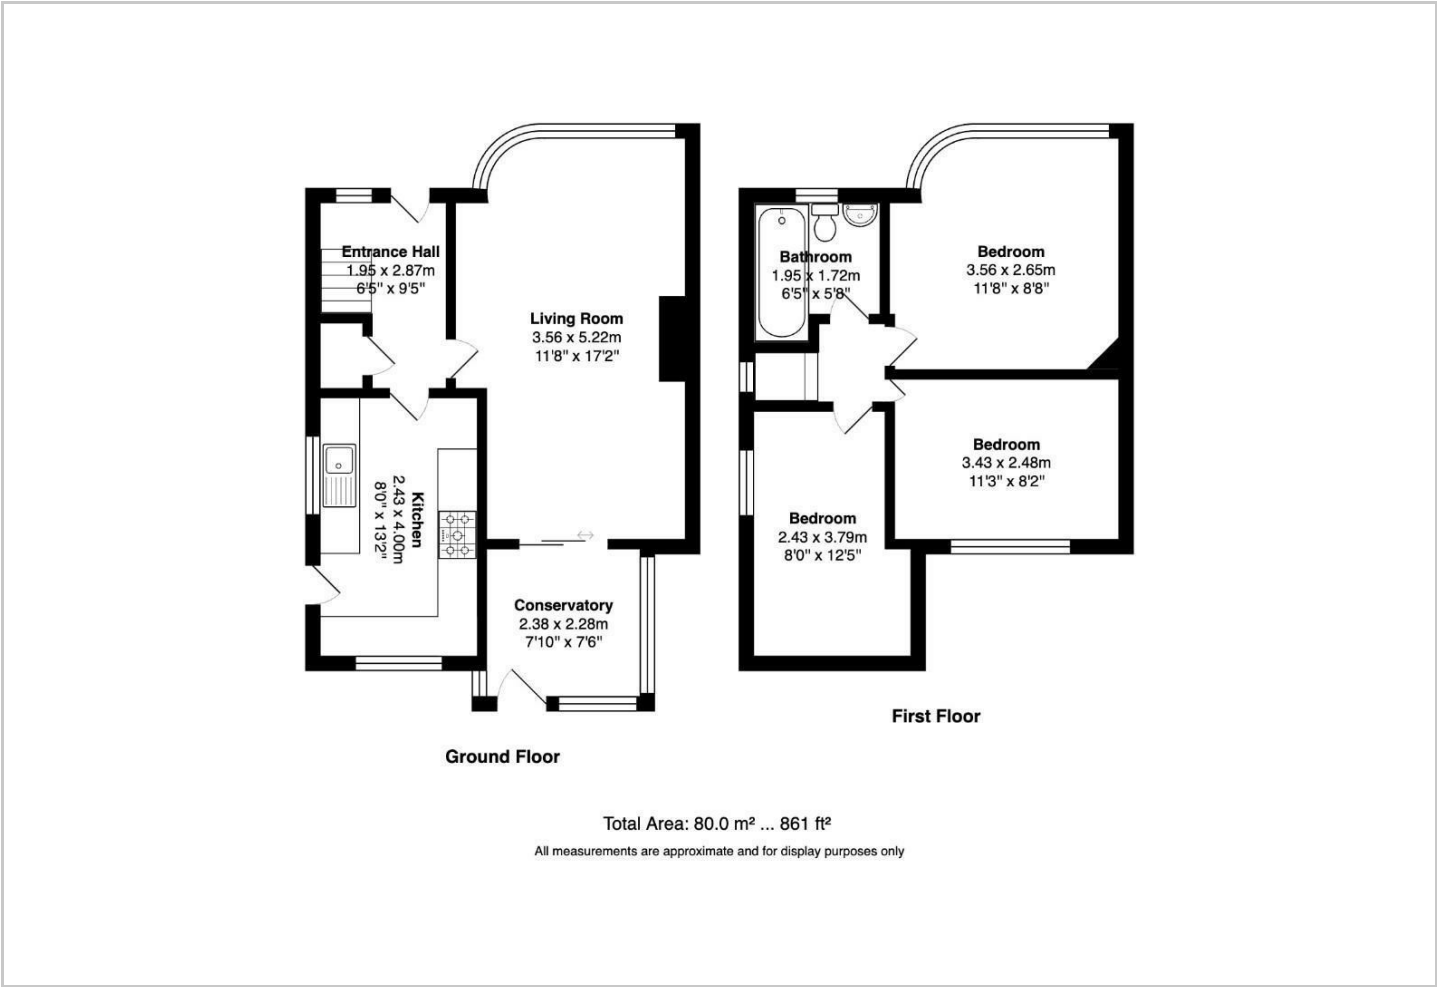 Entrance Hall
1.95 x 2.87m
6'5" x 9'5"
Living Room
3.56 x 5.22m
11'8" x 17'2"
Kitchen
2.43 x 4.00m
8'0" x 13'2"
Conservatory
2.38 x 2.28m
7'10" x 7'6"
Ground Floor
Bathroom
1.95 x 1.72m
6'5" x 5'8"
Bedroom
3.56 x 2.65m
11'8" x 8'8"
Bedroom
3.43 x 2.48m
11'3" x 8'2"
Bedroom
2.43 x 3.79m
8'0" x 12'5"
First Floor
Total Area: 80.0 m² ... 861 ft²
All measurements are approximate and for display purposes only